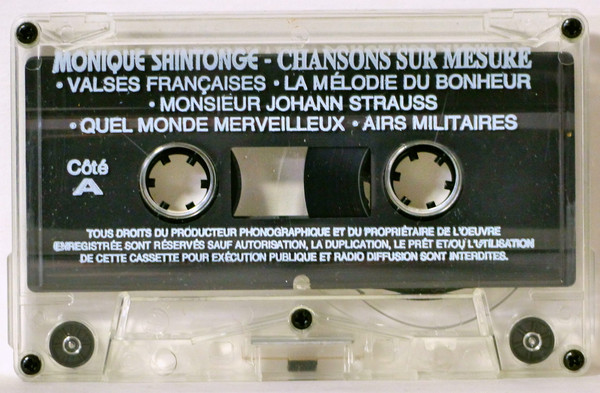 MONIQUE SAINTONGE - CHANSONS SUR MESURE
• VALSES FRANÇAISES • LA MÉLODIE DU BONHEUR
• MONSIEUR JOHANN STRAUSS
• QUEL MONDE MERVEILLEUX • AIRS MILITAIRES
Côté
A
TOUS DROITS DU PRODUCTEUR PHONOGRAPHIQUE ET DU PROPRIÉTAIRE DE L'OEUVRE
ENREGISTRÉE SONT RÉSERVÉS SAUF AUTORISATION, LA DUPLICATION, LE PRÊT ET/OU L'UTILISATION
DE CETTE CASSETTE POUR EXÉCUTION PUBLIQUE ET RADIO DIFFUSION SONT INTERDITES.